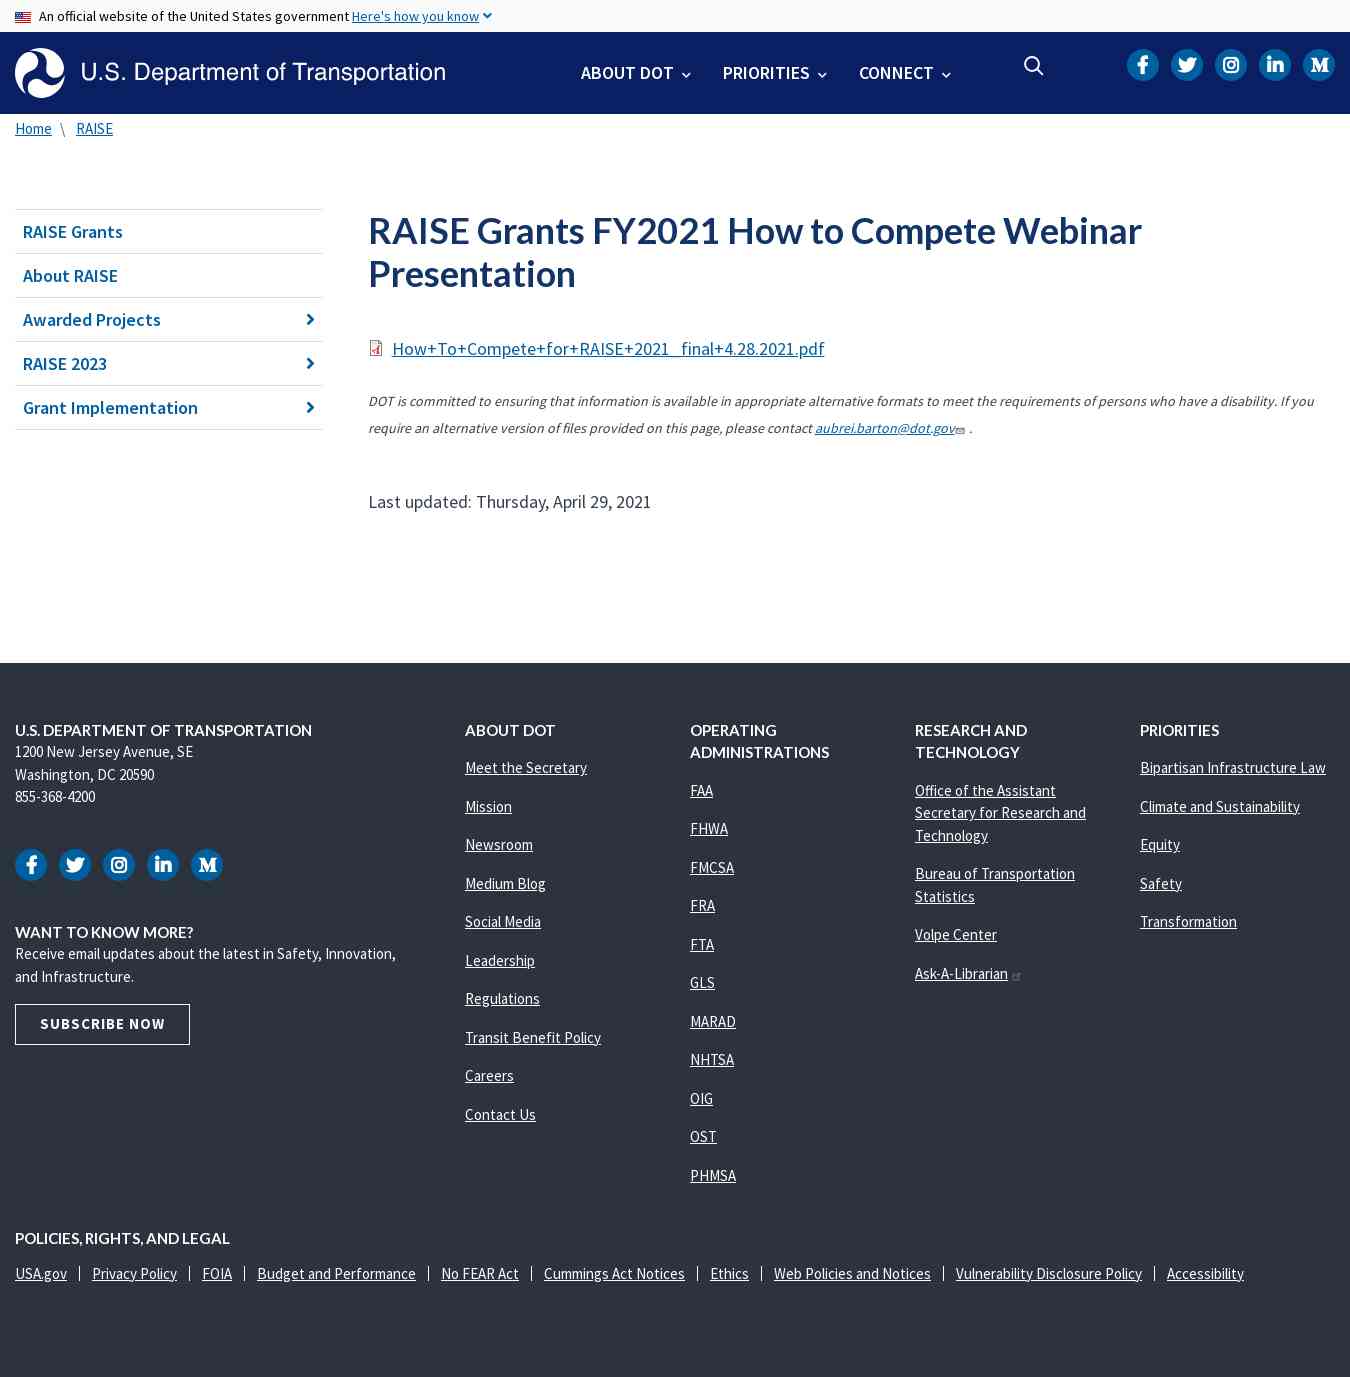 An official website of the United States government Here's how you know
U.S. Department of Transportation
ABOUT DOT
PRIORITIES
CONNECT
Home \ RAISE
RAISE Grants
About RAISE
Awarded Projects
RAISE 2023
Grant Implementation
RAISE Grants FY2021 How to Compete Webinar
Presentation
How+To+Compete+for+RAISE+2021_final+4.28.2021.pdf
DOT is committed to ensuring that information is available in appropriate alternative formats to meet the requirements of persons who have a disability. If you
require an alternative version of files provided on this page, please contact aubrei.barton@dot.gov .
Last updated: Thursday, April 29, 2021
U.S. DEPARTMENT OF TRANSPORTATION
1200 New Jersey Avenue, SE
Washington, DC 20590
855-368-4200
WANT TO KNOW MORE?
Receive email updates about the latest in Safety, Innovation,
and Infrastructure.
SUBSCRIBE NOW
ABOUT DOT
Meet the Secretary
Mission
Newsroom
Medium Blog
Social Media
Leadership
Regulations
Transit Benefit Policy
Careers
Contact Us
OPERATING
ADMINISTRATIONS
FAA
FHWA
FMCSA
FRA
FTA
GLS
MARAD
NHTSA
OIG
OST
PHMSA
RESEARCH AND
TECHNOLOGY
Office of the Assistant
Secretary for Research and
Technology
Bureau of Transportation
Statistics
Volpe Center
Ask-A-Librarian
PRIORITIES
Bipartisan Infrastructure Law
Climate and Sustainability
Equity
Safety
Transformation
POLICIES, RIGHTS, AND LEGAL
USA.gov | Privacy Policy | FOIA | Budget and Performance | No FEAR Act | Cummings Act Notices | Ethics | Web Policies and Notices | Vulnerability Disclosure Policy | Accessibility